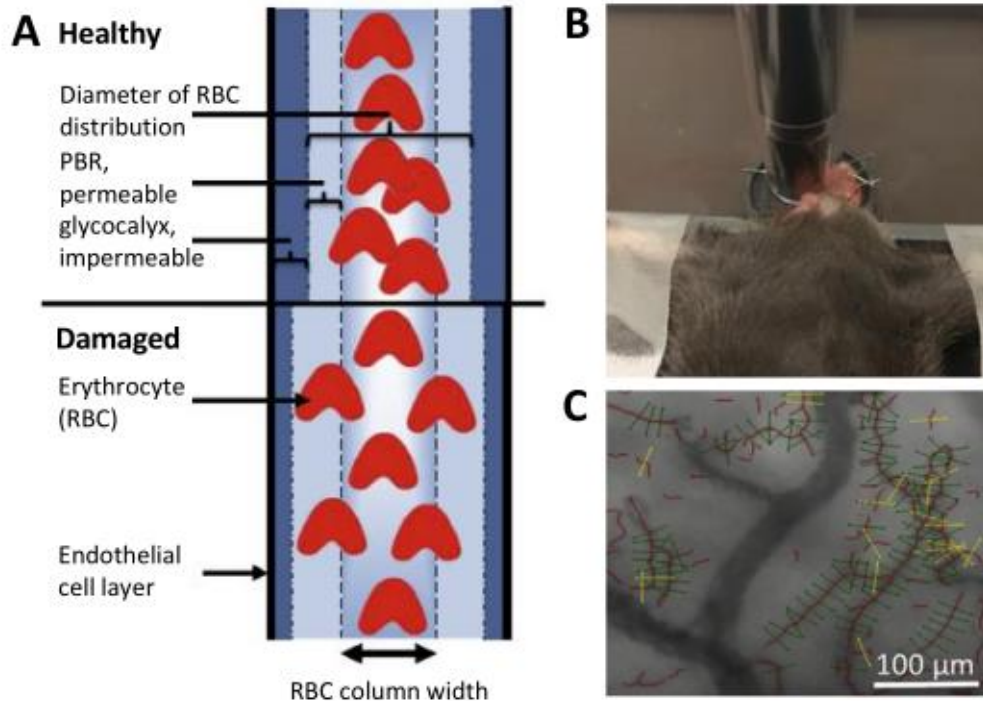 A Healthy
Diameter of RBC
distribution
PBR,
permeable
glycocalyx,
impermeable
Damaged
Erythrocyte
(RBC)
Endothelial
cell layer
RBC column width
B
C
100 μm